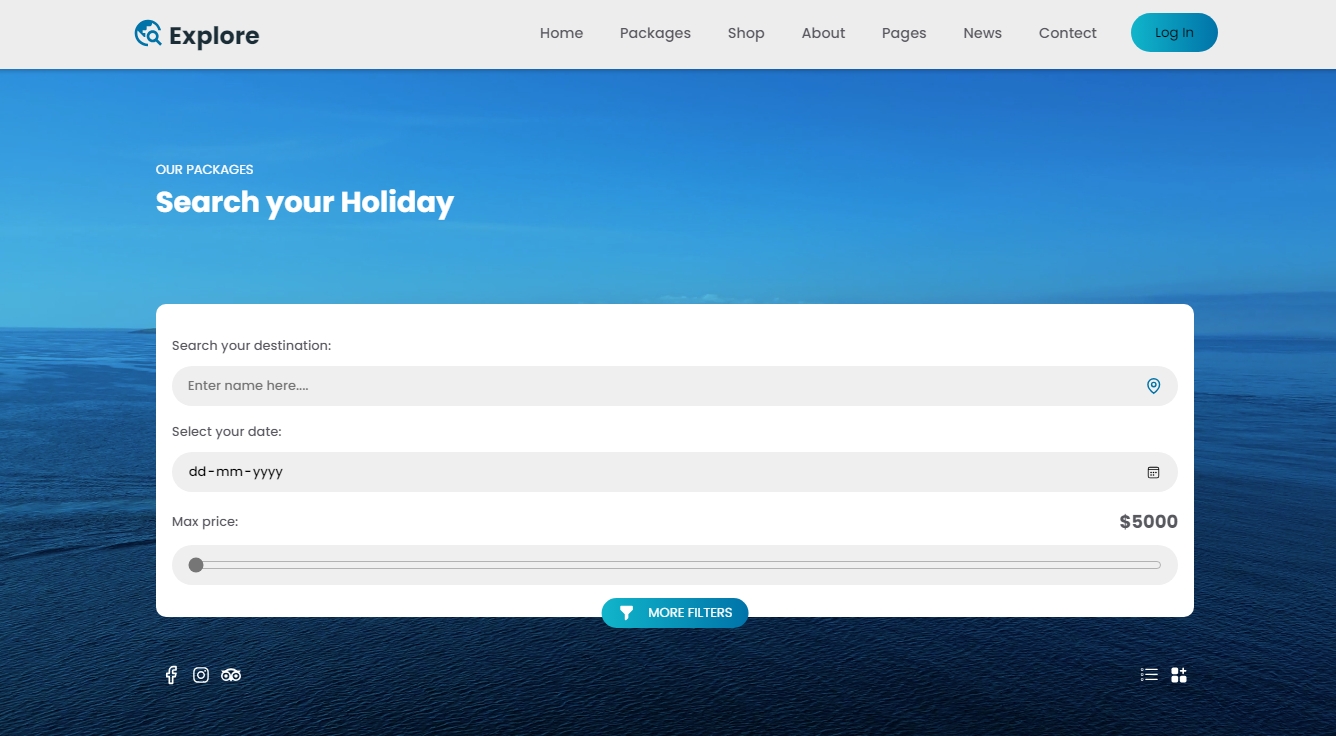 Explore
Home Packages Shop About Pages News Contect Log In
OUR PACKAGES
Search your Holiday
Search your destination:
Enter name here....
Select your date:
dd-mm-yyyy
Max price: $5000
MORE FILTERS